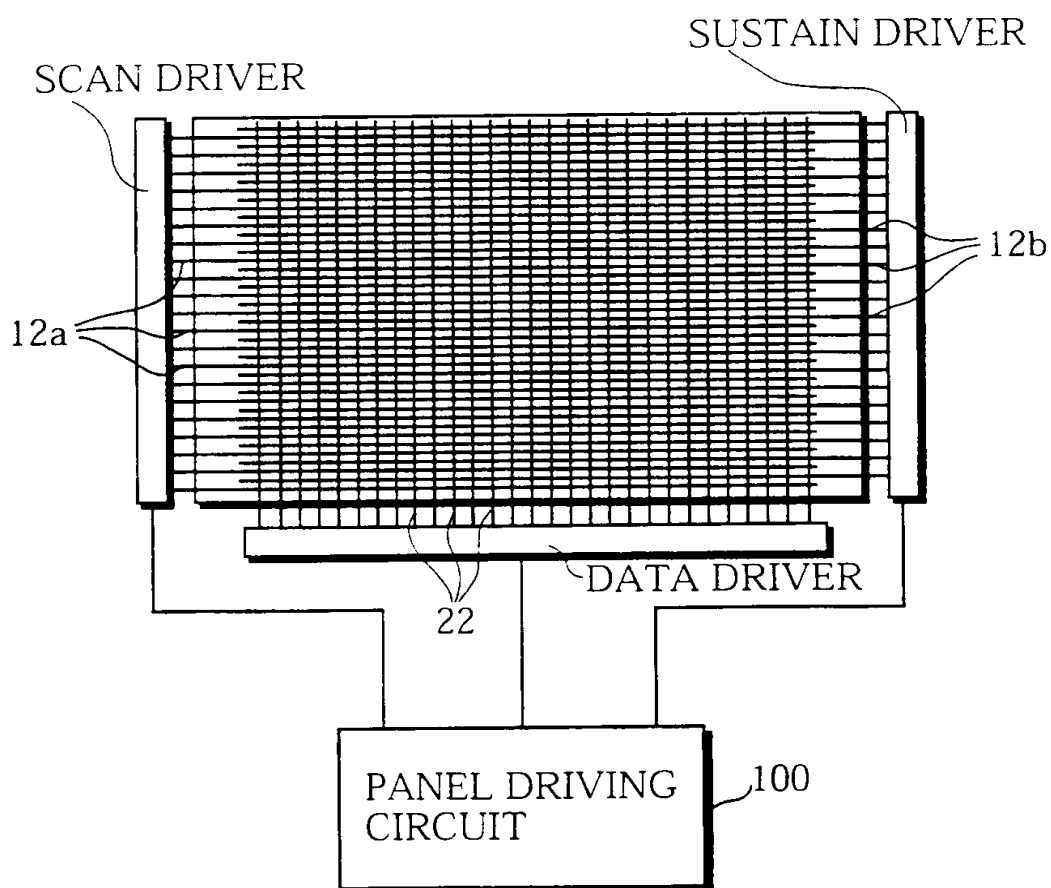 SUSTAIN DRIVER
SCAN DRIVER
12b
12a
DATA DRIVER
22
100
PANEL DRIVING
CIRCUIT